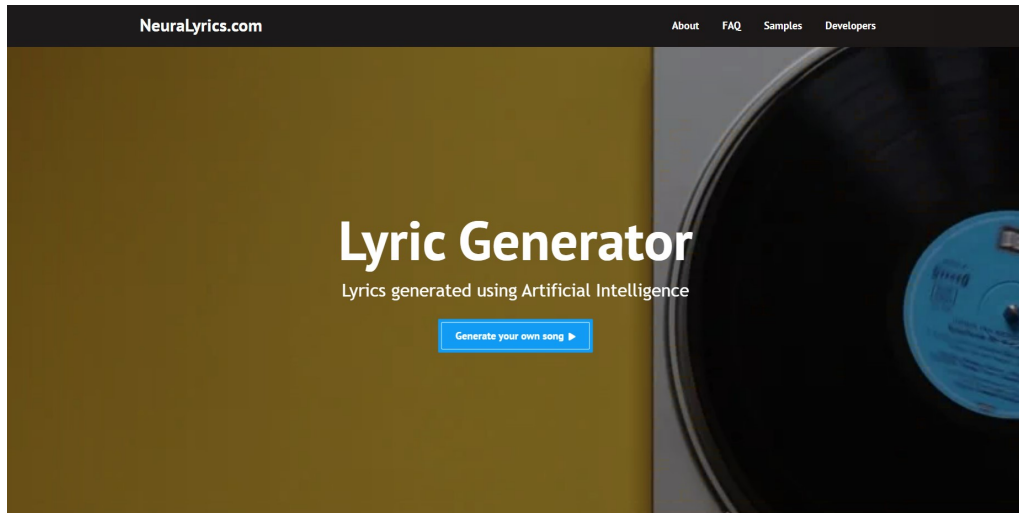 NeuraLyrics.com
About FAQ Samples Developers
Lyric Generator
Lyrics generated using Artificial Intelligence
Generate your own song